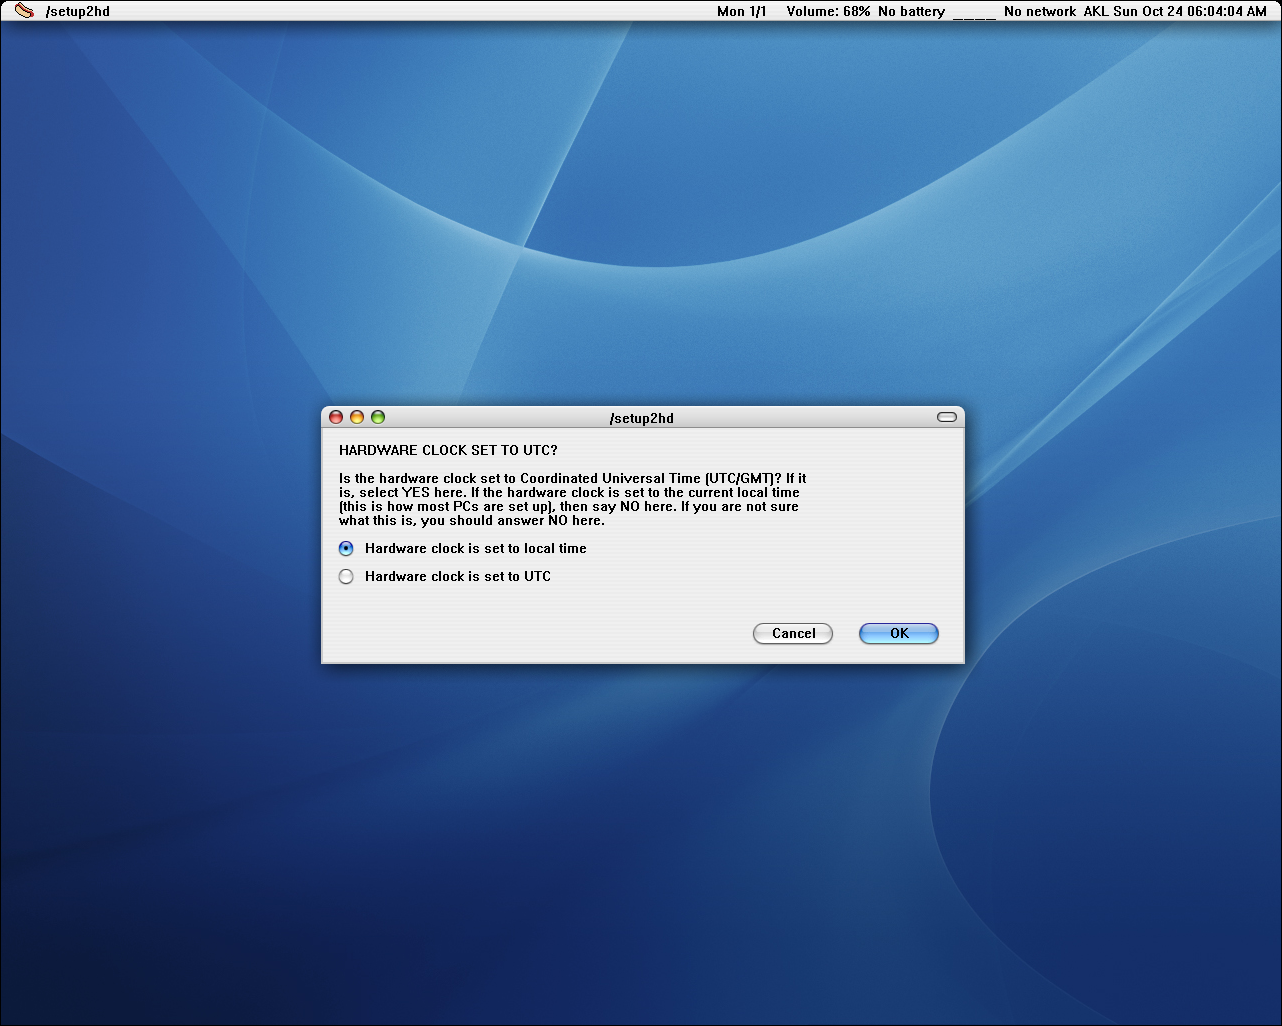 /setup2hd
Mon 1/1 Volume: 68% No battery ____ No network AKL Sun Oct 24 06:04:04 AM
/setup2hd
HARDWARE CLOCK SET TO UTC?
Is the hardware clock set to Coordinated Universal Time (UTC/GMT)? If it
is, select YES here. If the hardware clock is set to the current local time
(this is how most PCs are set up), then say NO here. If you are not sure
what this is, you should answer NO here.
Hardware clock is set to local time
Hardware clock is set to UTC
Cancel
OK